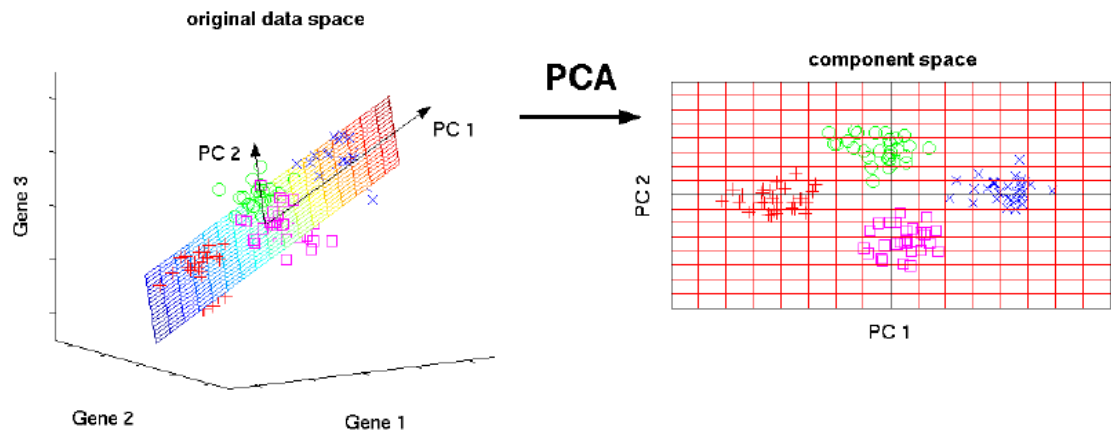 original data space
PCA
component space
PC 1
PC 2
Gene 3
PC 2
Gene 2
Gene 1
PC 1